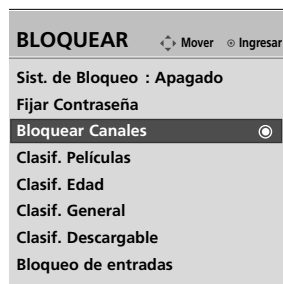 BLOQUEAR Mover Ingresar
Sist. de Bloqueo : Apagado
Fijar Contraseña
Bloquear Canales
Clasif. Películas
Clasif. Edad
Clasif. General
Clasif. Descargable
Bloqueo de entradas